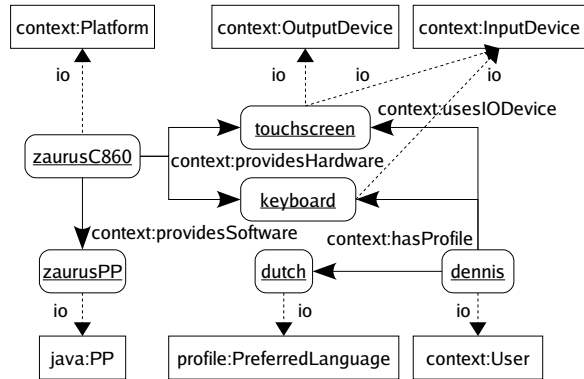 context:Platform
context:OutputDevice
context:InputDevice
io
io
io
io
context:usesIODevice
touchscreen
zaurusC860
context:providesHardware
keyboard
context:providesSoftware
context:hasProfile
zaurusPP
dutch
dennis
io
io
io
java:PP
profile:PreferredLanguage
context:User